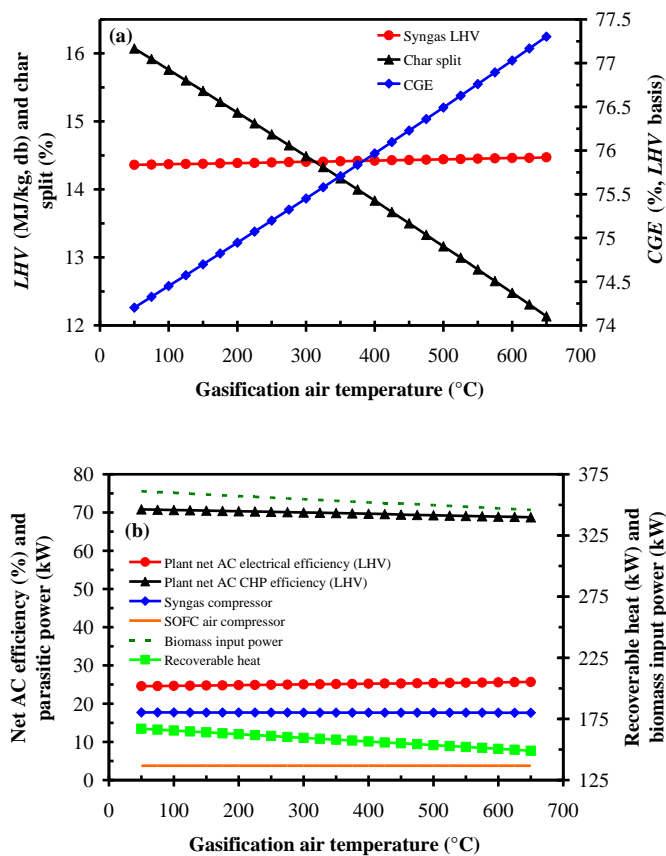 (a)
Syngas LHV
Char split
CGE
16
15
14
13
12
77.5
77
76.5
76
75.5
75
74.5
74
0 100 200 300 400 500 600 700
LHV (MJ/kg, db) and char
split (%)
CGE (%, LHV basis)
Gasification air temperature (°C)
(b)
Plant net AC electrical efficiency (LHV)
Plant net AC CHP efficiency (LHV)
Syngas compressor
SOFC air compressor
Biomass input power
Recoverable heat
80
70
60
50
40
30
20
10
0
375
325
275
225
175
125
0 100 200 300 400 500 600 700
Net AC efficiency (%) and
parasitic power (kW)
Recoverable heat (kW) and
biomass input power (kW)
Gasification air temperature (°C)